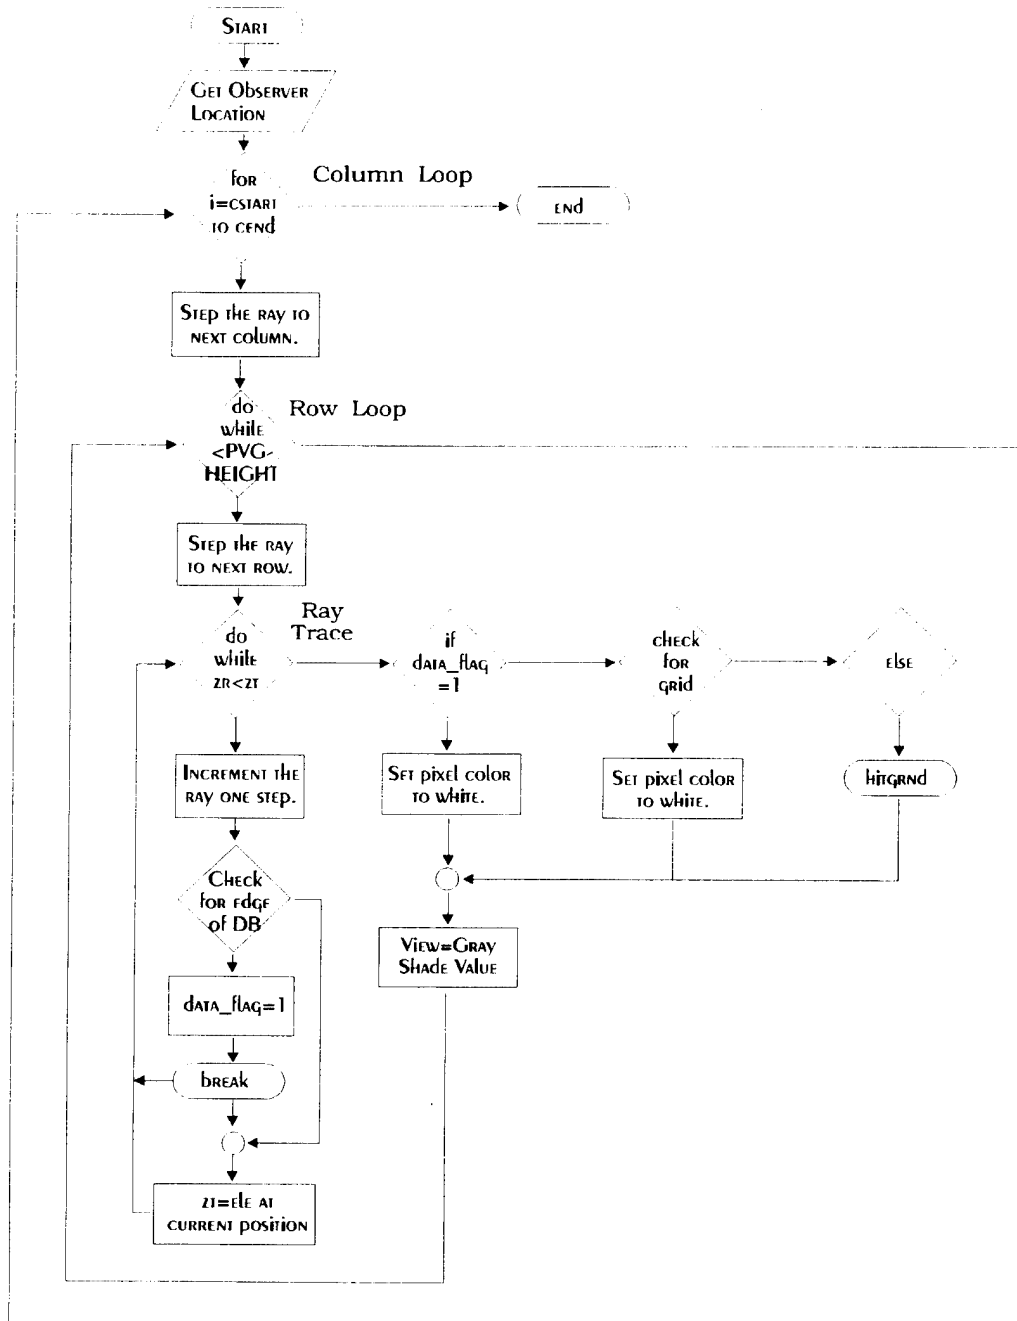 START
GET OBSERVER
LOCATION
for
i=CSTART
TO CEND
Column Loop
END
STEP THE RAY TO
NEXT COLUMN.
do
while
<PVG-
HEIGHT
Row Loop
STEP THE RAY
TO NEXT ROW.
do
while
ZR<ZT
Ray
Trace
if
data_flag
=1
check
for
grid
ELSE
INCREMENT THE
RAY ONE STEP.
SET pixel color
TO WHITE.
SET pixel color
TO WHITE.
hitgrnd
Check
for edge
of DB
VIEW=GRAY
SHADE VALUE
data_flag=1
break
ZT=ELE AT
CURRENT POSITION